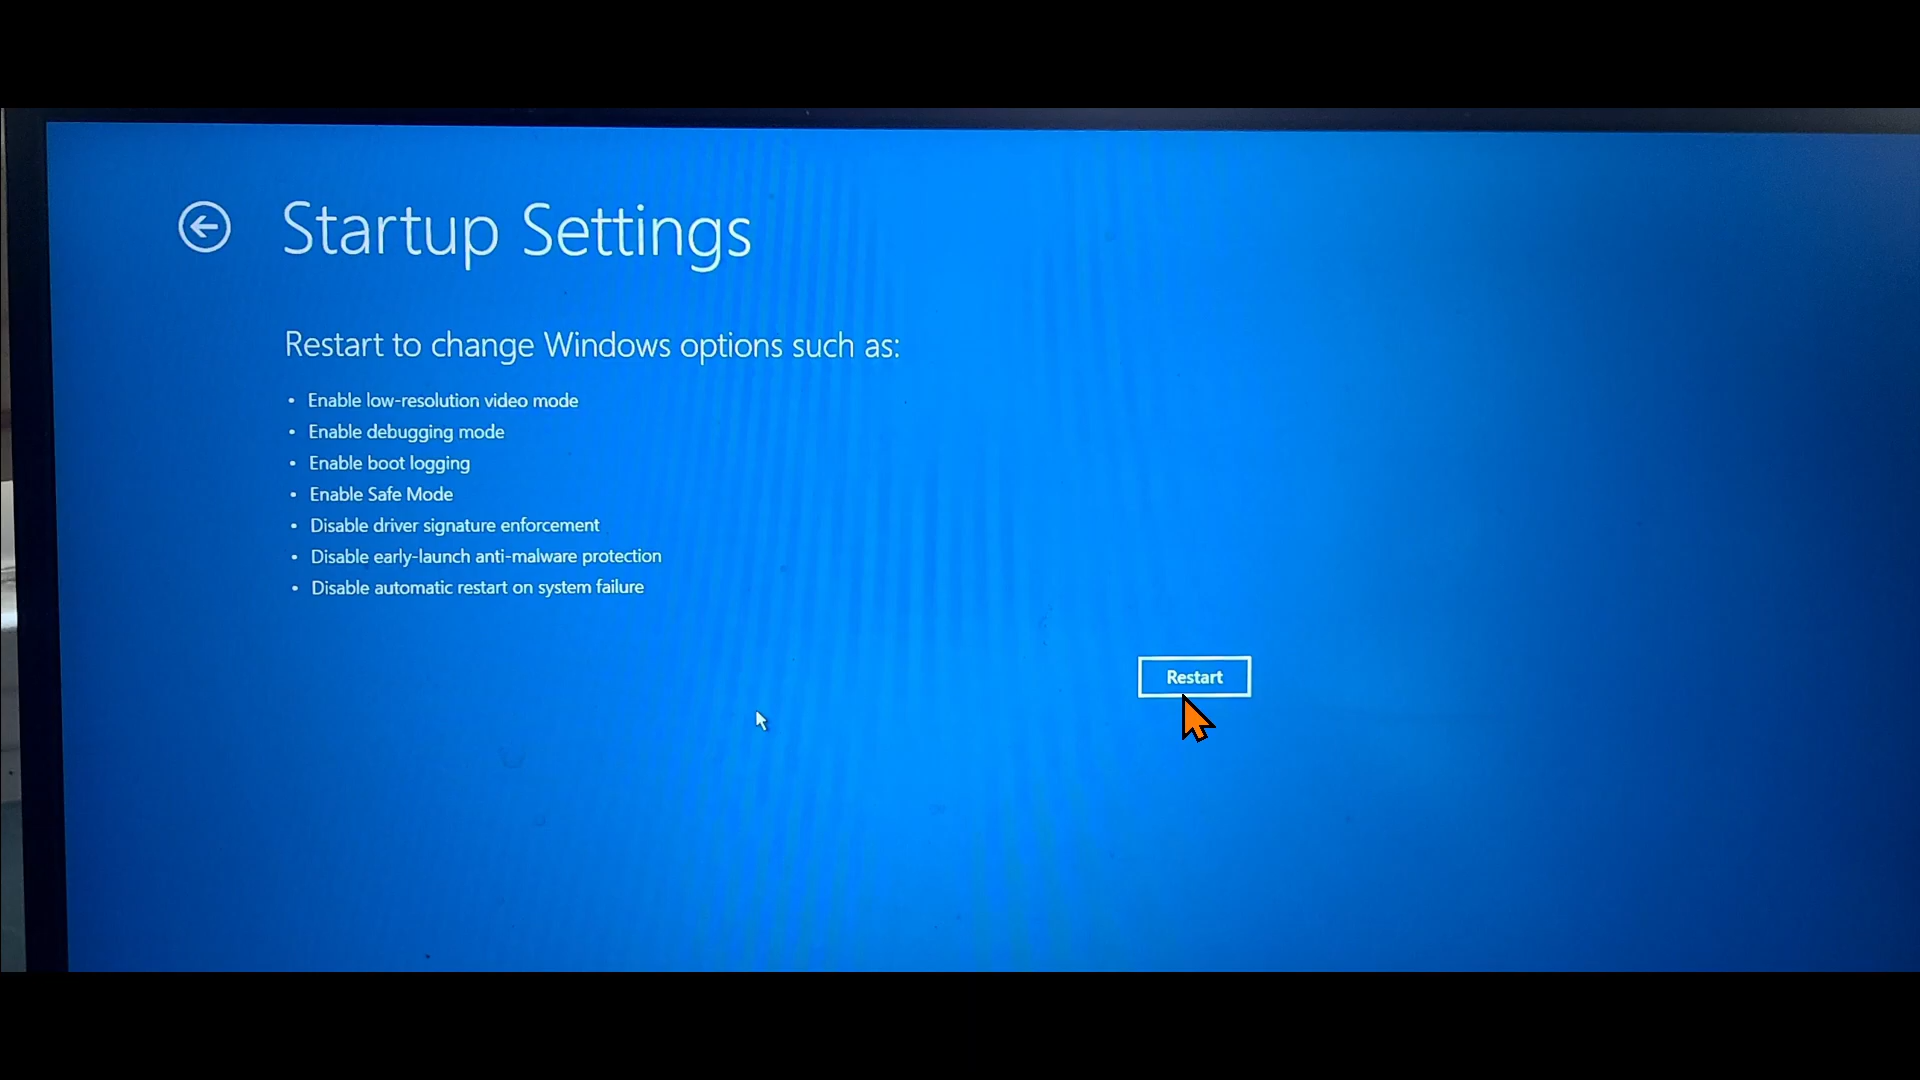 Startup Settings
Restart to change Windows options such as:
• Enable low-resolution video mode
• Enable debugging mode
• Enable boot logging
• Enable Safe Mode
• Disable driver signature enforcement
• Disable early-launch anti-malware protection
• Disable automatic restart on system failure
Restart